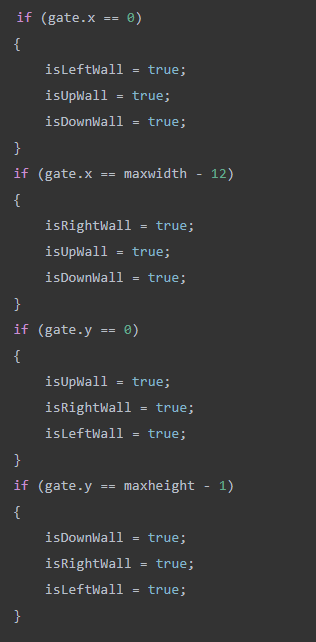 if (gate.x == 0)
{
    isLeftWall = true;
    isUpWall = true;
    isDownWall = true;
}
if (gate.x == maxwidth - 12)
{
    isRightWall = true;
    isUpWall = true;
    isDownWall = true;
}
if (gate.y == 0)
{
    isUpWall = true;
    isRightWall = true;
    isLeftWall = true;
}
if (gate.y == maxheight - 1)
{
    isDownWall = true;
    isRightWall = true;
    isLeftWall = true;
}